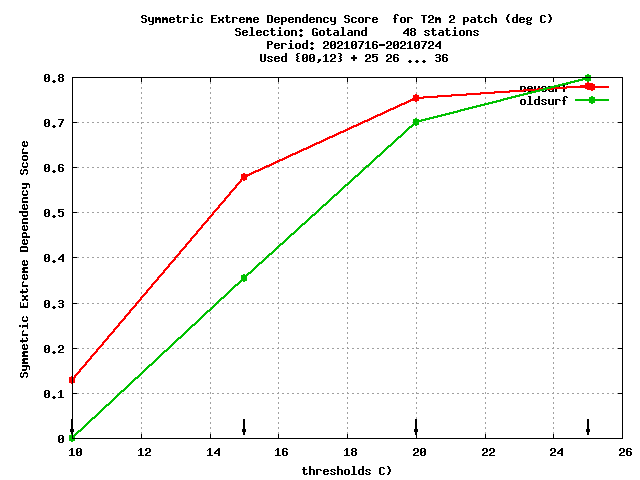 Symmetric Extreme Dependency Score  for T2m 2 patch (deg C)
Selection: Gotaland     48 stations
Period: 20210716-20210724
Used {00,12} + 25 26 ... 36
0.8
0.7
0.6
0.5
0.4
0.3
0.2
0.1
0
Symmetric Extreme Dependency Score
newsurf
oldsurf
10 12 14 16 18 20 22 24 26
thresholds C)